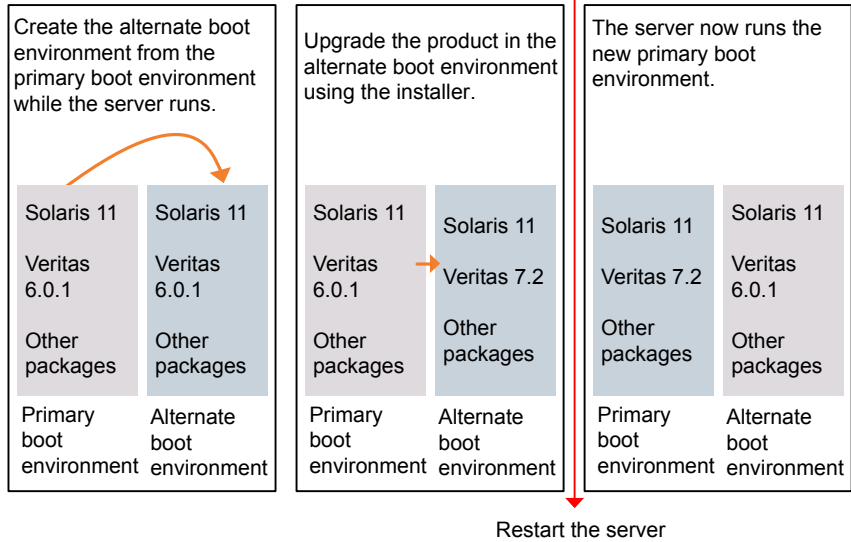 Create the alternate boot
environment from the
primary boot environment
while the server runs.
Solaris 11
Veritas
6.0.1
Other
packages
Primary
boot
environment
Solaris 11
Veritas
6.0.1
Other
packages
Alternate
boot
environment
Upgrade the product in the
alternate boot environment
using the installer.
Solaris 11
Veritas
6.0.1
Other
packages
Primary
boot
environment
Solaris 11
Veritas 7.2
Other
packages
Alternate
boot
environment
The server now runs the
new primary boot
environment.
Solaris 11
Veritas 7.2
Other
packages
Primary
boot
environment
Solaris 11
Veritas
6.0.1
Other
packages
Alternate
boot
environment
Restart the server